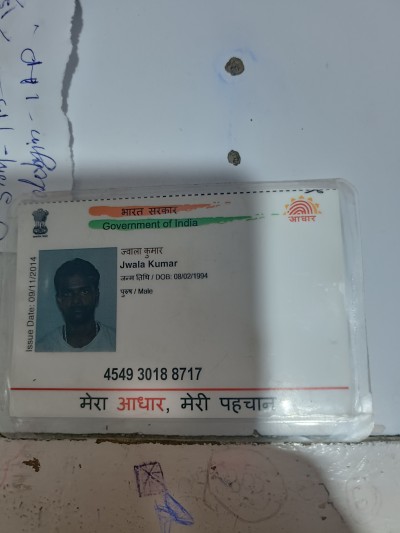 भारत सरकार
Government of India
आधार
ज्वाला कुमार
Jwala Kumar
जन्म तिथि / DOB: 08/02/1994
पुरुष / Male
Issue Date: 09/11/2014
4549 3018 8717
मेरा आधार, मेरी पहचान